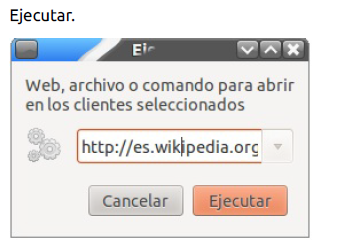 Ejecutar.
Web, archivo o comando para abrir
en los clientes seleccionados
http://es.wikipedia.org
Cancelar Ejecutar